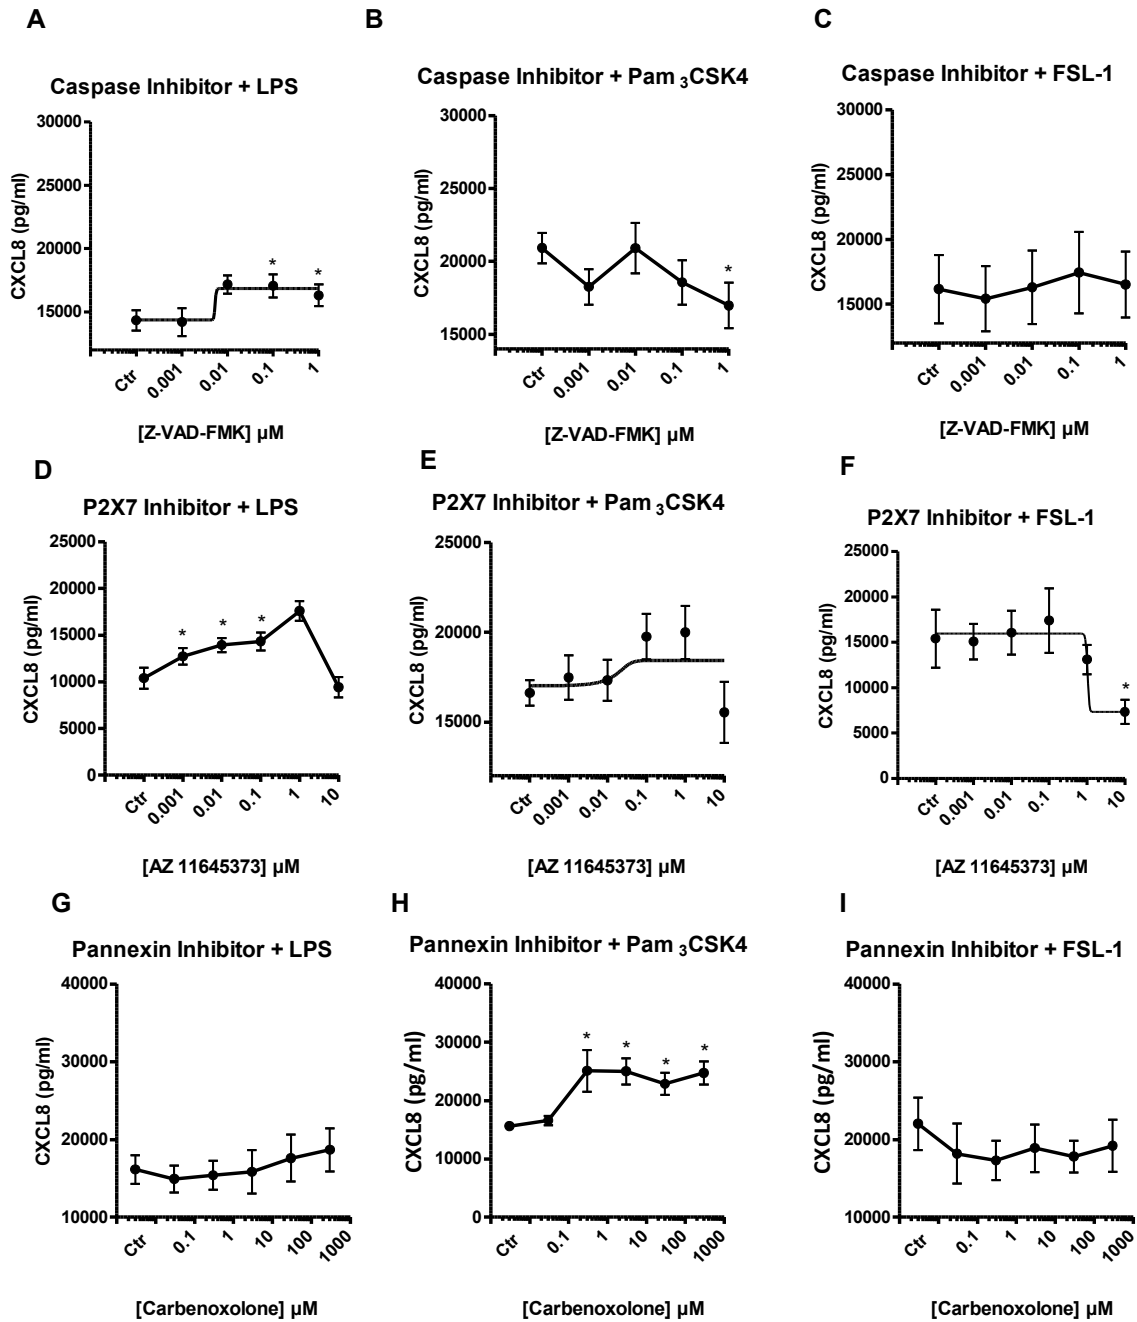 A
Caspase Inhibitor + LPS
CXCL8 (pg/ml)
30000
25000
20000
15000
Ctr
0.001
0.01
0.1
1
*
*
[Z-VAD-FMK] µM
B
Caspase Inhibitor + Pam 3CSK4
CXCL8 (pg/ml)
30000
25000
20000
15000
Ctr
0.001
0.01
0.1
1
*
[Z-VAD-FMK] µM
C
Caspase Inhibitor + FSL-1
CXCL8 (pg/ml)
30000
25000
20000
15000
Ctr
0.001
0.01
0.1
1
[Z-VAD-FMK] µM
D
P2X7 Inhibitor + LPS
CXCL8 (pg/ml)
25000
20000
15000
10000
5000
0
Ctr
0.001
0.01
0.1
1
10
*
*
*
[AZ 11645373] µM
E
P2X7 Inhibitor + Pam 3CSK4
CXCL8 (pg/ml)
25000
20000
15000
Ctr
0.001
0.01
0.1
1
10
[AZ 11645373] µM
F
P2X7 Inhibitor + FSL-1
CXCL8 (pg/ml)
25000
20000
15000
10000
5000
0
Ctr
0.001
0.01
0.1
1
10
*
[AZ 11645373] µM
G
Pannexin Inhibitor + LPS
CXCL8 (pg/ml)
40000
30000
20000
10000
Ctr
0.1
1
10
100
1000
[Carbenoxolone] µM
H
Pannexin Inhibitor + Pam 3CSK4
CXCL8 (pg/ml)
40000
30000
20000
10000
0
Ctr
0.1
1
10
100
1000
*
*
*
*
[Carbenoxolone] µM
I
Pannexin Inhibitor + FSL-1
CXCL8 (pg/ml)
40000
30000
20000
10000
Ctr
0.1
1
10
100
1000
[Carbenoxolone] µM